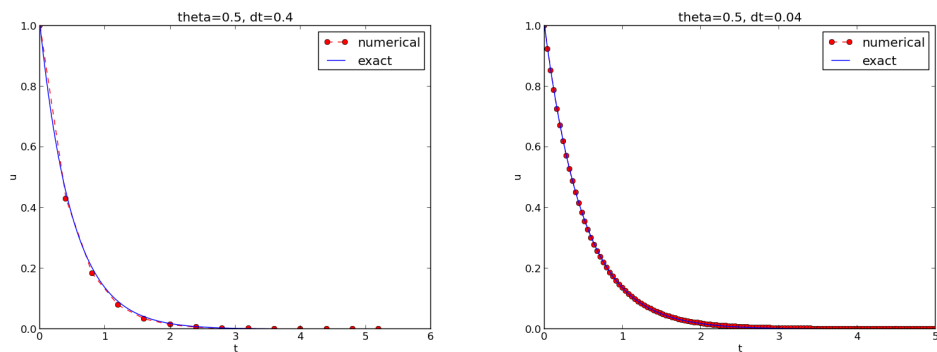 theta=0.5, dt=0.4
1.0
0.8
0.6
0.4
0.2
0.0
u
numerical
exact
0 1 2 3 4 5 6
t
theta=0.5, dt=0.04
1.0
0.8
0.6
0.4
0.2
0.0
u
numerical
exact
0 1 2 3 4 5
t